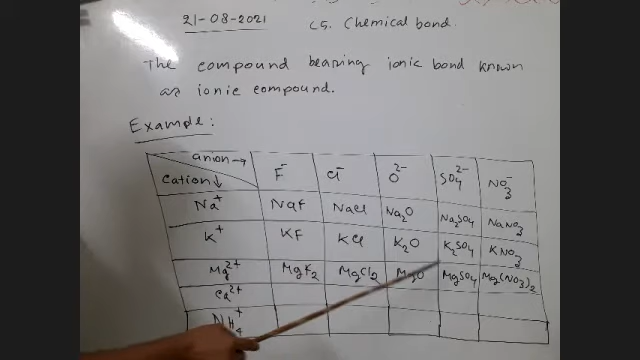 21-08-2021 C5. Chemical bond.
The compound bearing ionic bond known
as ionic compound.
Example:
anion→ F⁻ Cl⁻ O²⁻ SO₄²⁻ NO₃⁻
Cation↓
Na⁺ NaF NaCl Na₂O Na₂SO₄ NaNO₃
K⁺ KF KCl K₂O K₂SO₄ KNO₃
Mg²⁺ MgF₂ MgCl₂ MgO MgSO₄ Mg(NO₃)₂
Ca²⁺
NH₄⁺